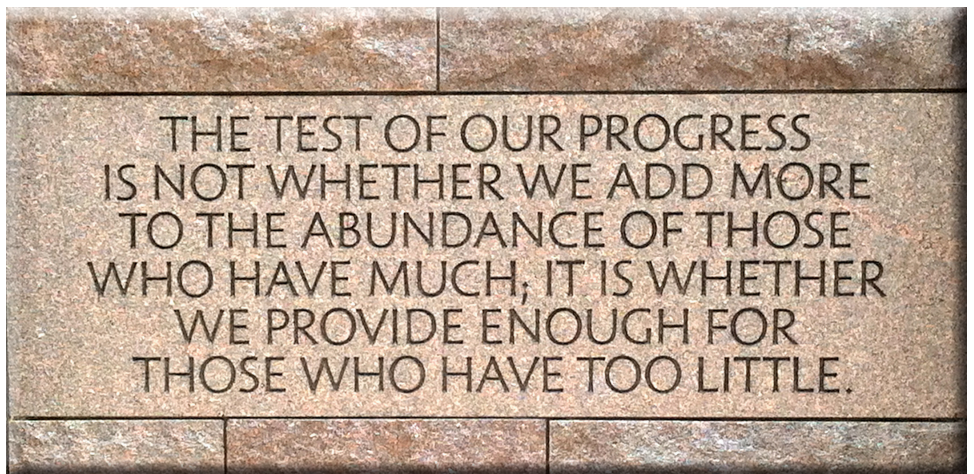 THE TEST OF OUR PROGRESS
IS NOT WHETHER WE ADD MORE
TO THE ABUNDANCE OF THOSE
WHO HAVE MUCH; IT IS WHETHER
WE PROVIDE ENOUGH FOR
THOSE WHO HAVE TOO LITTLE.